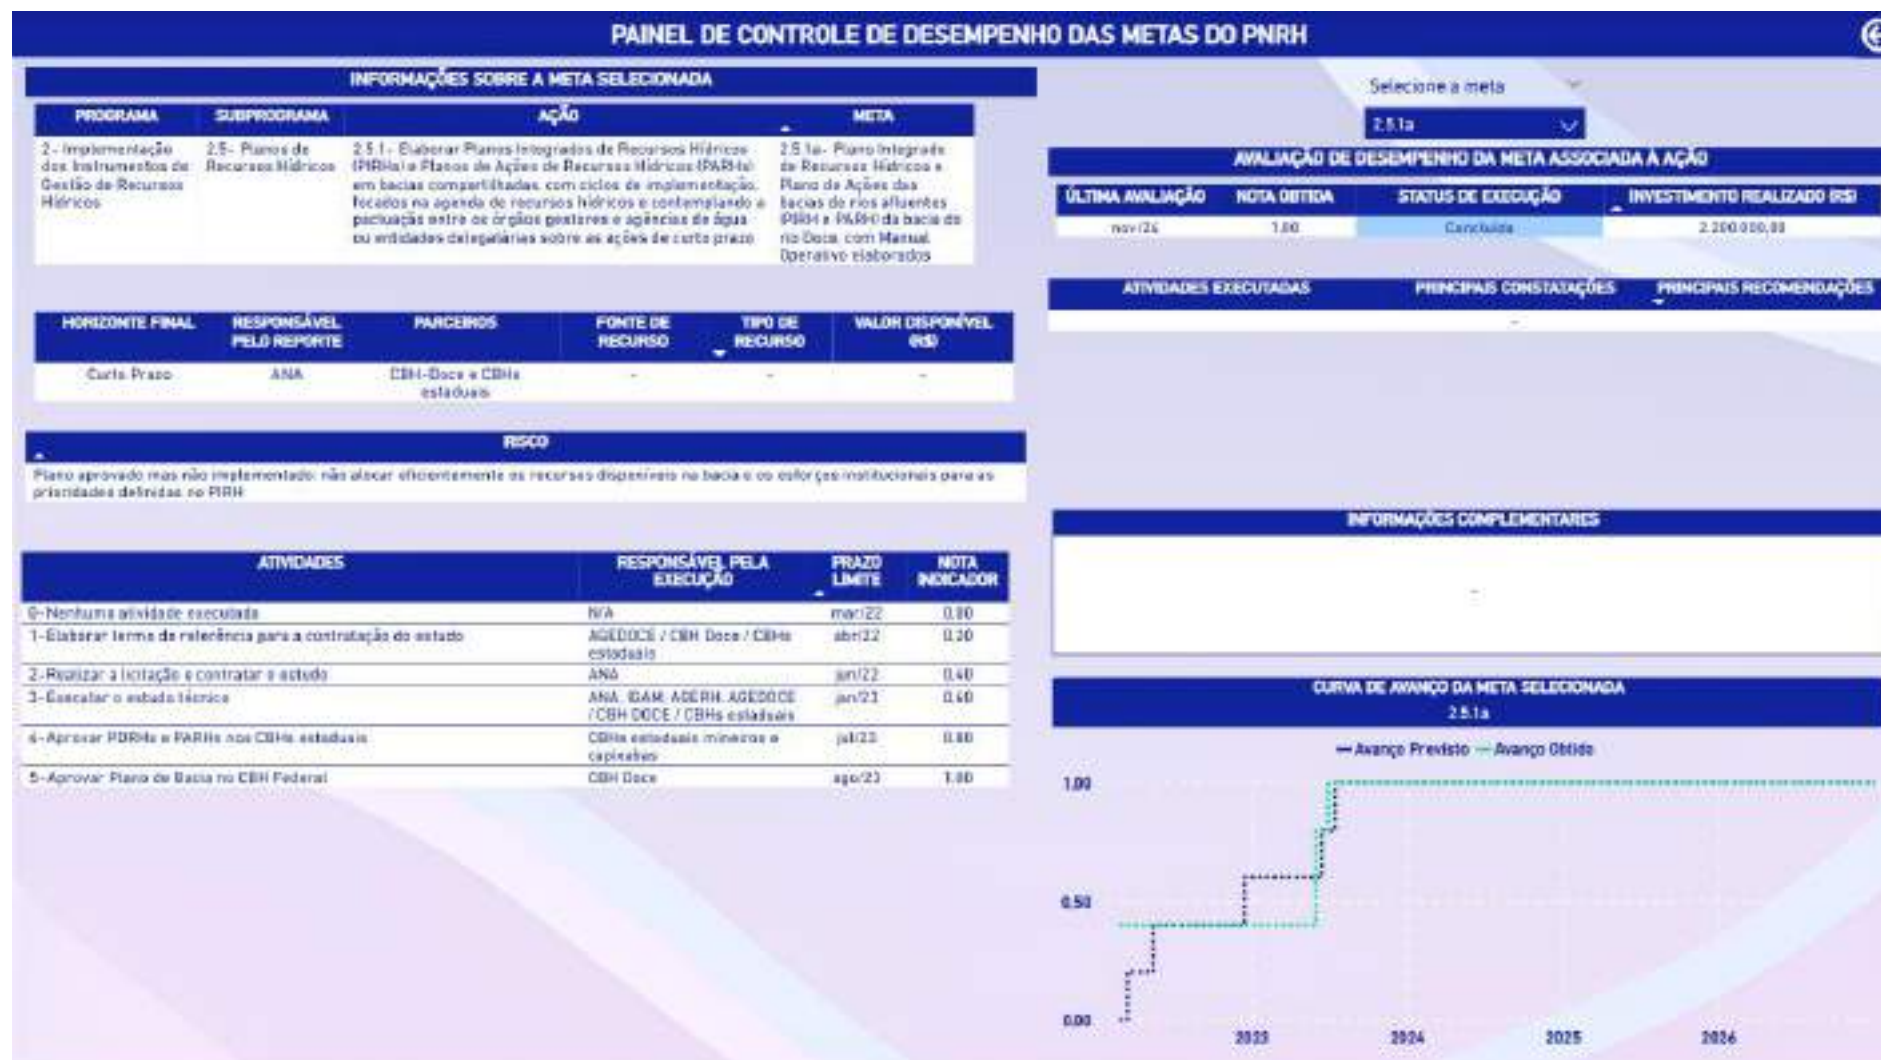 PAINEL DE CONTROLE DE DESEMPENHO DAS METAS DO PNRH
INFORMAÇÕES SOBRE A META SELECIONADA
PROGRAMA
SUBPROGRAMA
AÇÃO
META
2- Implementação
dos Instrumentos de
Gestão de Recursos
Hídricos
2.5- Planos de
Recursos Hídricos
2.5.1- Elaborar Planos Integrados de Recursos Hídricos
(PIRHs) e Planos de Ações de Recursos Hídricos (PARHs)
em bacias compartilhadas, com ciclos de implementação,
focados na agenda de recursos hídricos e contemplando a
pactuação entre os órgãos gestores e agências de água
ou entidades delegatárias sobre as ações de curto prazo
2.5.1a- Plano Integrado
de Recursos Hídricos e
Plano de Ações das
bacias de rios afluentes
(PIRH e PARH) da bacia do
rio Doce, com Manual
Operativo elaborados
HORIZONTE FINAL
RESPONSÁVEL
PELO REPORTE
PARCEIROS
FONTE DE
RECURSO
TIPO DE
RECURSO
VALOR DISPONÍVEL
(R$)
Curto Prazo
ANA
CBH-Doce e CBHs
estaduais
-
-
-
RISCO
Plano aprovado mas não implementado: não alocar eficientemente os recursos disponíveis na bacia e os esforços institucionais para as
prioridades definidas no PIRH
ATIVIDADES
RESPONSÁVEL PELA
EXECUÇÃO
PRAZO
LIMITE
NOTA
INDICADOR
0-Nenhuma atividade executada
N/A
mar/22
0.00
1-Elaborar termo de referência para a contratação do estudo
AGEDOCE / CBH Doce / CBHs
estaduais
abr/22
0.20
2-Realizar a licitação e contratar o estudo
ANA
jun/22
0.40
3-Executar o estudo técnico
ANA, IGAM, AGERH, AGEDOCE
/ CBH DOCE / CBHs estaduais
jan/23
0.60
4-Aprovar PDRHs e PARHs nos CBHs estaduais
CBHs estaduais mineiros e
capixabas
jul/23
0.80
5-Aprovar Plano de Bacia no CBH Federal
CBH Doce
ago/23
1.00
Selecione a meta
2.5.1a
AVALIAÇÃO DE DESEMPENHO DA META ASSOCIADA À AÇÃO
ÚLTIMA AVALIAÇÃO
NOTA OBTIDA
STATUS DE EXECUÇÃO
INVESTIMENTO REALIZADO (R$)
nov/24
1.00
Concluída
2.200.000,00
ATIVIDADES EXECUTADAS
PRINCIPAIS CONSTATAÇÕES
PRINCIPAIS RECOMENDAÇÕES
-
INFORMAÇÕES COMPLEMENTARES
-
CURVA DE AVANÇO DA META SELECIONADA
2.5.1a
Avanço Previsto
Avanço Obtido
1.00
0.50
0.00
2023
2024
2025
2026